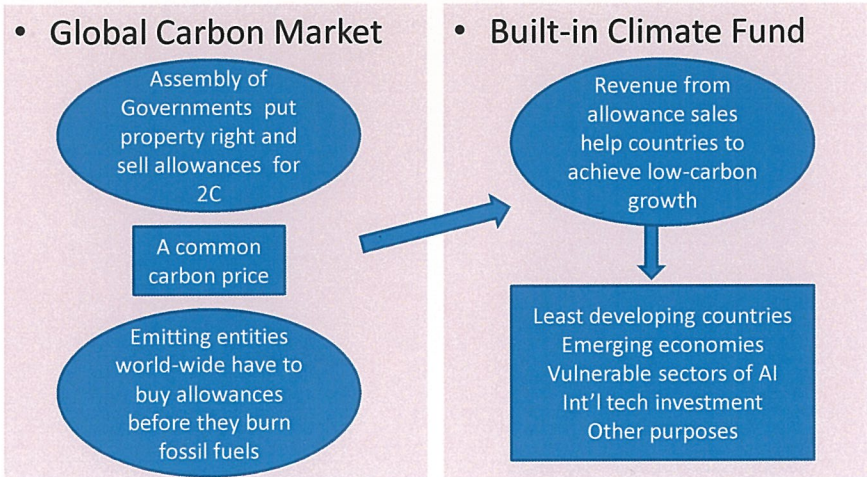 • Global Carbon Market
Assembly of
Governments put
property right and
sell allowances for
2C
A common
carbon price
Emitting entities
world-wide have to
buy allowances
before they burn
fossil fuels
• Built-in Climate Fund
Revenue from
allowance sales
help countries to
achieve low-carbon
growth
Least developing countries
Emerging economies
Vulnerable sectors of AI
Int'l tech investment
Other purposes